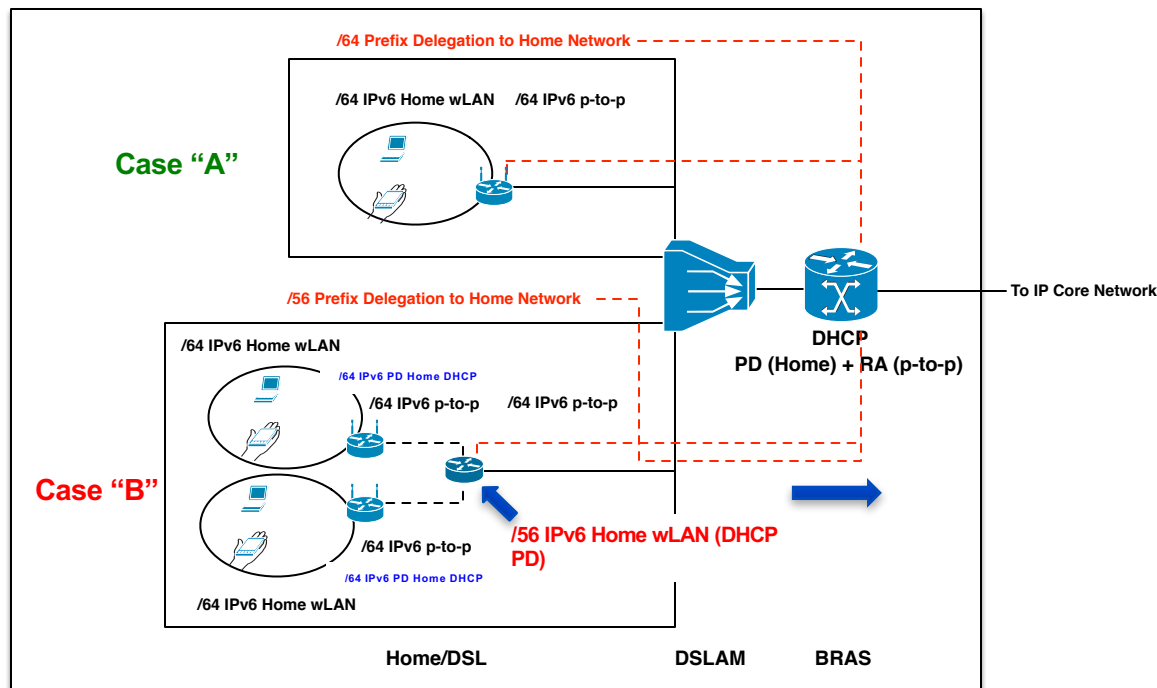 /64 Prefix Delegation to Home Network
/64 IPv6 Home wLAN
/64 IPv6 p-to-p
Case “A”
/56 Prefix Delegation to Home Network
To IP Core Network
DHCP
PD (Home) + RA (p-to-p)
/64 IPv6 Home wLAN
/64 IPv6 PD Home DHCP
/64 IPv6 p-to-p
/64 IPv6 p-to-p
Case “B”
/56 IPv6 Home wLAN (DHCP
PD)
/64 IPv6 p-to-p
/64 IPv6 PD Home DHCP
/64 IPv6 Home wLAN
Home/DSL
DSLAM
BRAS